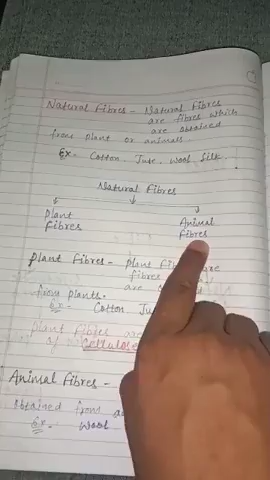 Natural Fibres - Natural Fibres
are fibres which
are obtained
from plant or animals
Ex - Cotton, Jute, Wool, Silk.
Natural Fibres
Plant
Fibres
Animal
Fibres
Plant Fibres - Plant
fibres
are
from plants.
Ex - Cotton
Plant Fibres are
of Cellulose
Animal Fibres -
obtained from
Ex - Wool